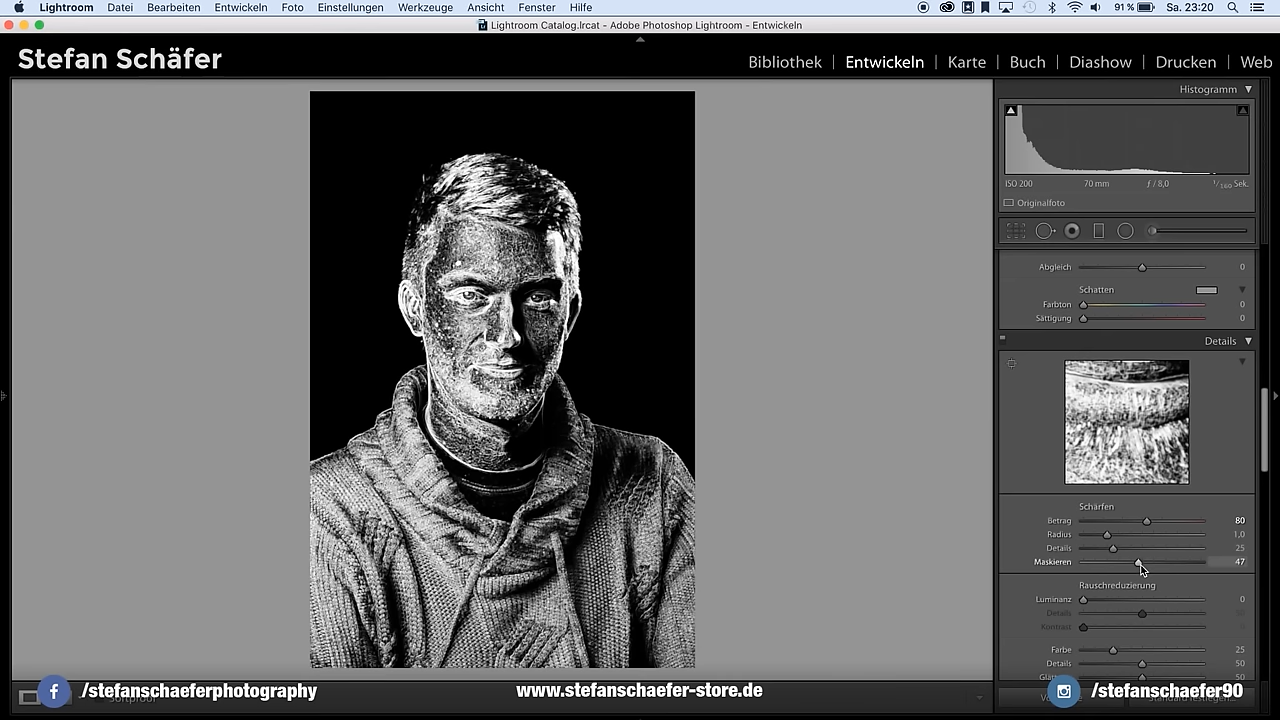 Lightroom Datei Bearbeiten Entwickeln Foto Einstellungen Werkzeuge Ansicht Fenster Hilfe 91 % Sa. 23:20
Lightroom Catalog.lrcat - Adobe Photoshop Lightroom - Entwickeln
Stefan Schäfer
Bibliothek | Entwickeln | Karte | Buch | Diashow | Drucken | Web
Histogramm
ISO 200 70 mm ƒ / 8,0 1/160 Sek.
Originalfoto
Abgleich 0
Schatten
Farbton 0
Sättigung 0
Details
Schärfen
Betrag 80
Radius 1,0
Details 25
Maskieren 47
Rauschreduzierung
Luminanz 0
Details
Kontrast
Farbe 25
Details 50
50
/stefanschaeferphotography
www.stefanschaefer-store.de
/stefanschaefer90
Softproof